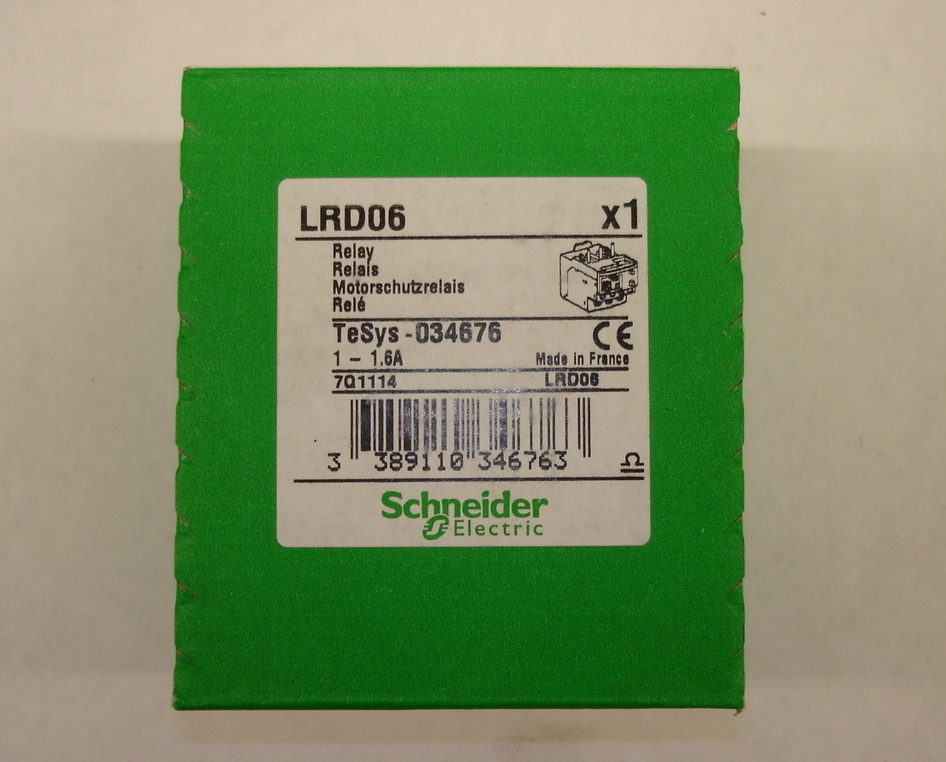 LRD06 x1
Relay
Relais
Motorschutzrelais
Relé
TeSys - 034676 CE
1 - 1.6A Made in France
7Q1114 LRD06
3 389110 346763
Schneider
Electric